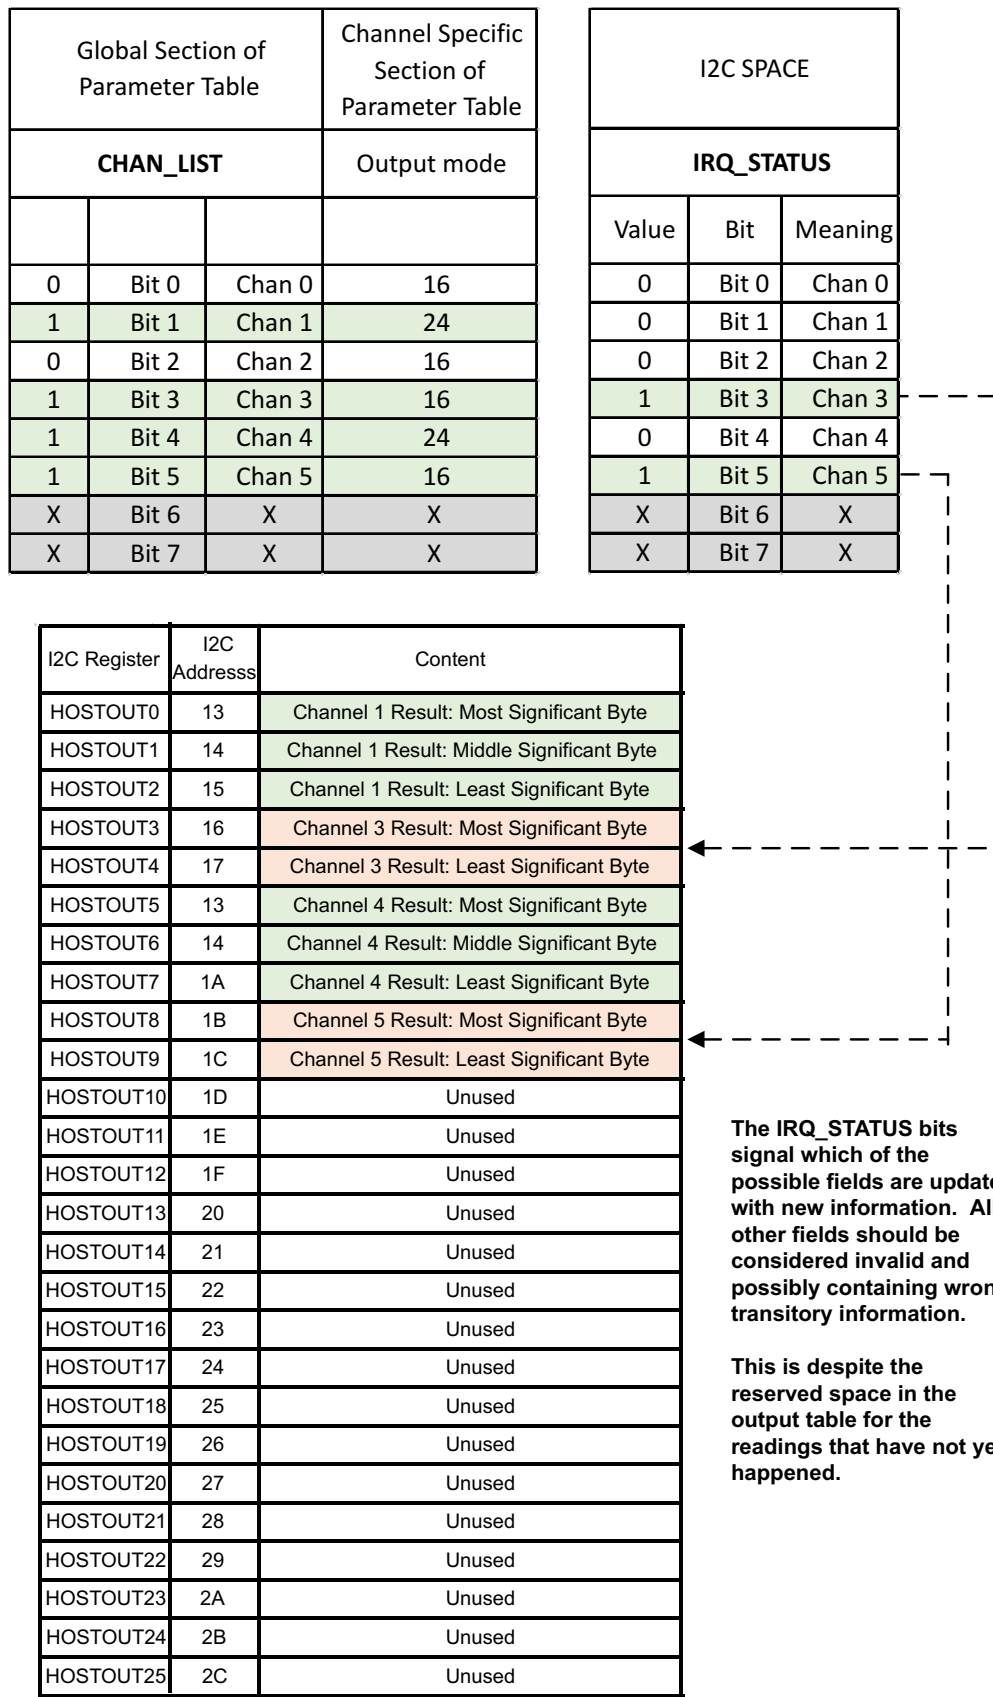 Global Section of
Parameter Table
Channel Specific
Section of
Parameter Table
CHAN_LIST
Output mode
0 Bit 0 Chan 0 16
1 Bit 1 Chan 1 24
0 Bit 2 Chan 2 16
1 Bit 3 Chan 3 16
1 Bit 4 Chan 4 24
1 Bit 5 Chan 5 16
X Bit 6 X X
X Bit 7 X X
I2C SPACE
IRQ_STATUS
Value Bit Meaning
0 Bit 0 Chan 0
0 Bit 1 Chan 1
0 Bit 2 Chan 2
1 Bit 3 Chan 3
0 Bit 4 Chan 4
1 Bit 5 Chan 5
X Bit 6 X
X Bit 7 X
I2C Register I2C Addresss Content
HOSTOUT0 13 Channel 1 Result: Most Significant Byte
HOSTOUT1 14 Channel 1 Result: Middle Significant Byte
HOSTOUT2 15 Channel 1 Result: Least Significant Byte
HOSTOUT3 16 Channel 3 Result: Most Significant Byte
HOSTOUT4 17 Channel 3 Result: Least Significant Byte
HOSTOUT5 13 Channel 4 Result: Most Significant Byte
HOSTOUT6 14 Channel 4 Result: Middle Significant Byte
HOSTOUT7 1A Channel 4 Result: Least Significant Byte
HOSTOUT8 1B Channel 5 Result: Most Significant Byte
HOSTOUT9 1C Channel 5 Result: Least Significant Byte
HOSTOUT10 1D Unused
HOSTOUT11 1E Unused
HOSTOUT12 1F Unused
HOSTOUT13 20 Unused
HOSTOUT14 21 Unused
HOSTOUT15 22 Unused
HOSTOUT16 23 Unused
HOSTOUT17 24 Unused
HOSTOUT18 25 Unused
HOSTOUT19 26 Unused
HOSTOUT20 27 Unused
HOSTOUT21 28 Unused
HOSTOUT22 29 Unused
HOSTOUT23 2A Unused
HOSTOUT24 2B Unused
HOSTOUT25 2C Unused
The IRQ_STATUS bits
signal which of the
possible fields are update
with new information. Al
other fields should be
considered invalid and
possibly containing wron
transitory information.
This is despite the
reserved space in the
output table for the
readings that have not ye
happened.